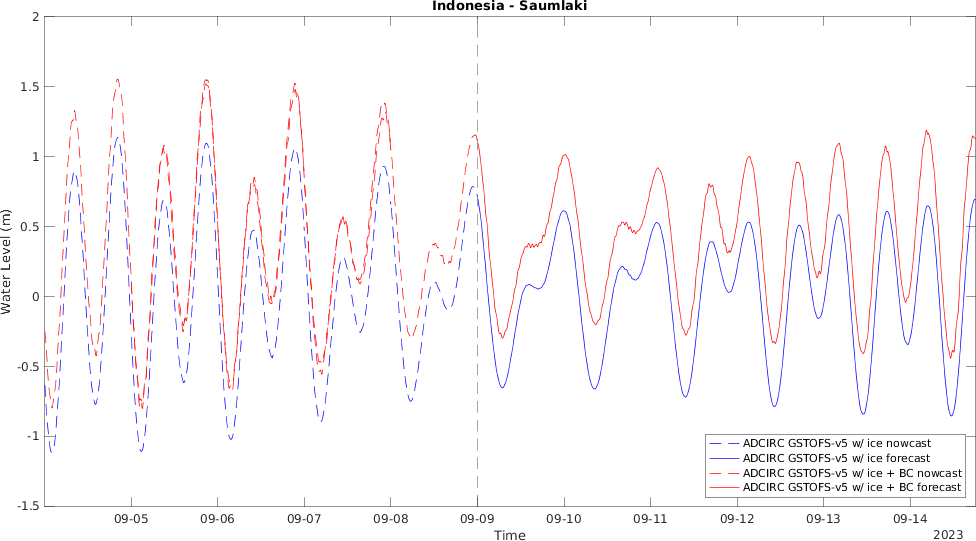 Indonesia - Saumlaki
2
1.5
1
0.5
0
-0.5
-1
-1.5
Water Level (m)
ADCIRC GSTOFS-v5 w/ ice nowcast
ADCIRC GSTOFS-v5 w/ ice forecast
ADCIRC GSTOFS-v5 w/ ice + BC nowcast
ADCIRC GSTOFS-v5 w/ ice + BC forecast
09-05 09-06 09-07 09-08 09-09 09-10 09-11 09-12 09-13 09-14
Time
2023